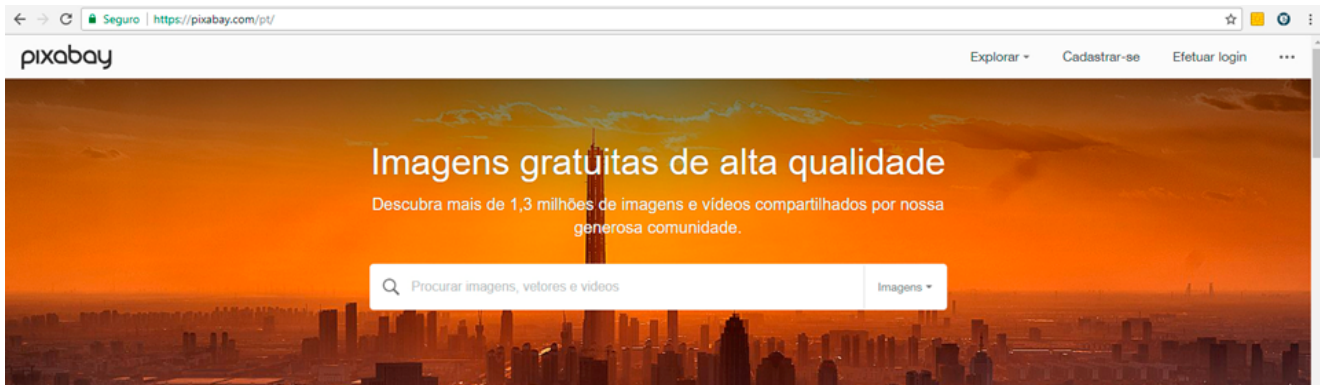 Seguro | https://pixabay.com/pt/
pixabay
Explorar
Cadastrar-se
Efetuar login
Imagens gratuitas de alta qualidade
Descubra mais de 1,3 milhões de imagens e vídeos compartilhados por nossa
generosa comunidade.
Procurar imagens, vetores e videos
Imagens